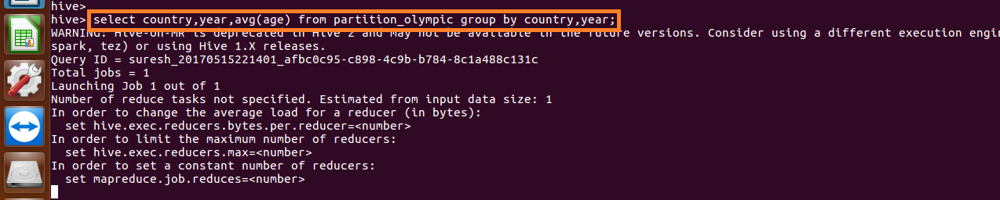 hive>
hive> select country,year,avg(age) from partition_olympic group by country,year;
WARNING: Hive-on-MR is deprecated in Hive 2 and may not be available in the future versions. Consider using a different execution engin
spark, tez) or using Hive 1.X releases.
Query ID = suresh_20170515221401_afbc0c95-c898-4c9b-b784-8c1a488c131c
Total jobs = 1
Launching Job 1 out of 1
Number of reduce tasks not specified. Estimated from input data size: 1
In order to change the average load for a reducer (in bytes):
  set hive.exec.reducers.bytes.per.reducer=<number>
In order to limit the maximum number of reducers:
  set hive.exec.reducers.max=<number>
In order to set a constant number of reducers:
  set mapreduce.job.reduces=<number>